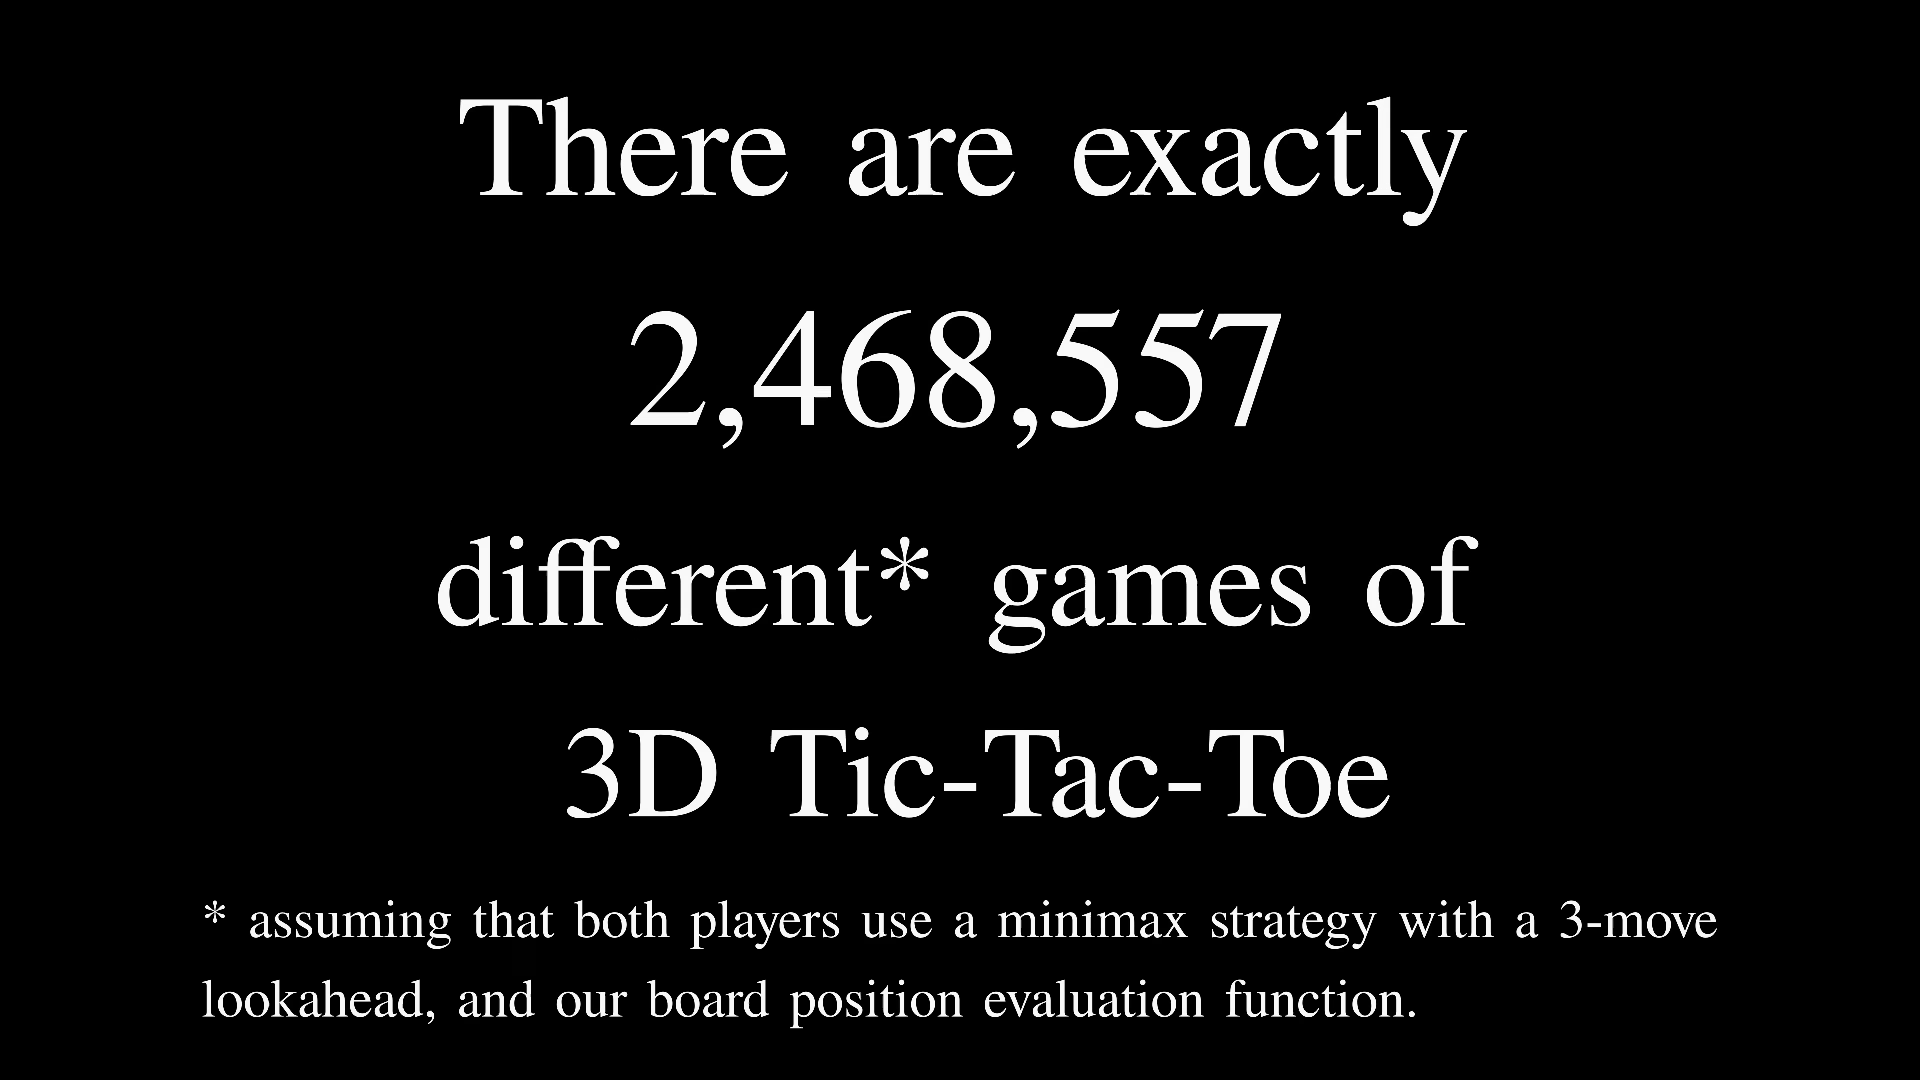 There are exactly
2,468,557
different* games of
3D Tic-Tac-Toe
* assuming that both players use a minimax strategy with a 3-move
lookahead, and our board position evaluation function.